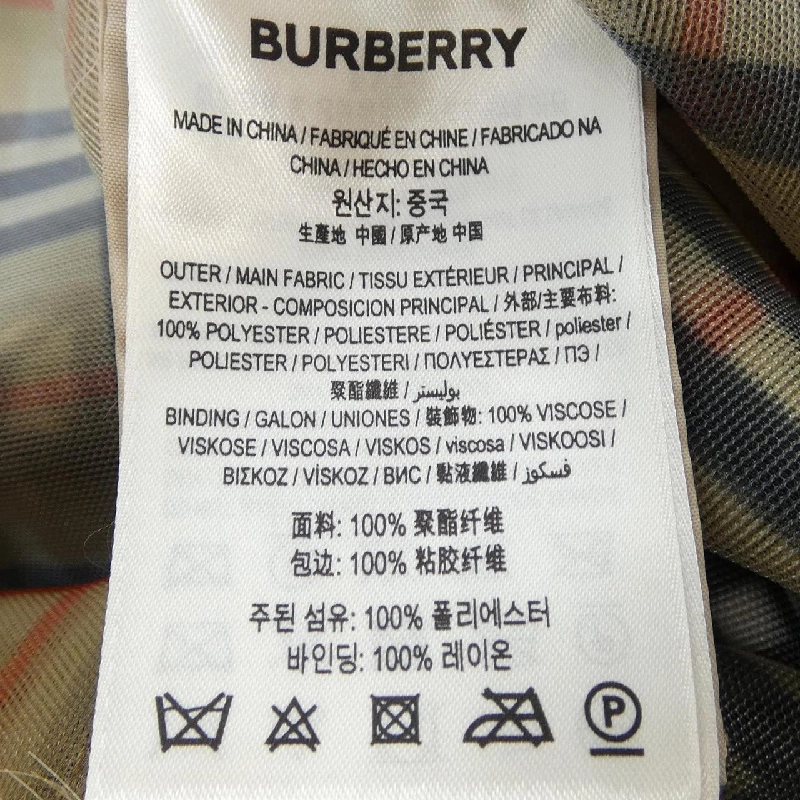 BURBERRY
MADE IN CHINA / FABRIQUÉ EN CHINE / FABRICADO NA
CHINA / HECHO EN CHINA
원산지: 중국
生產地 中國 / 原产地 中国
OUTER / MAIN FABRIC / TISSU EXTÉRIEUR / PRINCIPAL /
EXTERIOR - COMPOSICION PRINCIPAL / 外部/主要布料:
100% POLYESTER / POLIESTERE / POLIÉSTER / poliester /
POLIESTER / POLYESTERI / ΠΟΛΥΕΣΤΕΡΑΣ / ПЭ /
聚酯纖維 / بوليستر
BINDING / GALON / UNIONES / 裝飾物: 100% VISCOSE /
VISKOSE / VISCOSA / VISKOS / viscosa / VISKOOSI /
ΒΙΣΚΟΖ / VİSKOZ / ВИС / 黏液纖維 / فسكوز
面料: 100% 聚酯纤维
包边: 100% 粘胶纤维
주된 섬유: 100% 폴리에스터
바인딩: 100% 레이온
P